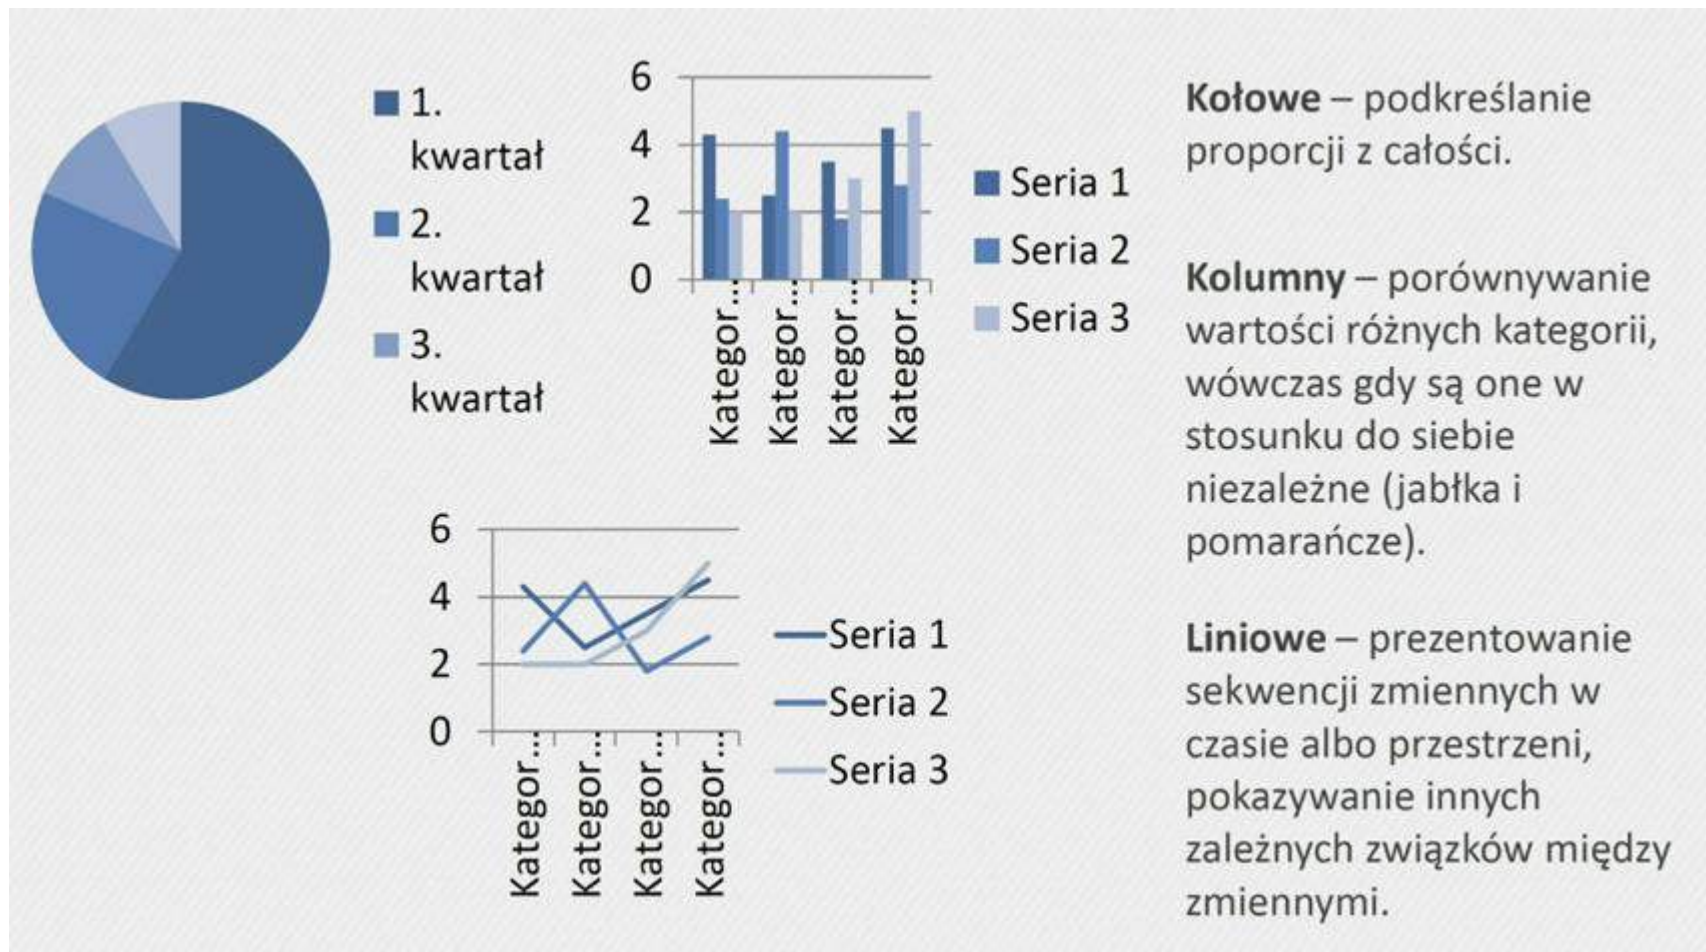 1.
kwartał
2.
kwartał
3.
kwartał
6
4
2
0
Kategor...
Kategor...
Kategor...
Kategor...
Seria 1
Seria 2
Seria 3
6
4
2
0
Kategor...
Kategor...
Kategor...
Kategor...
Seria 1
Seria 2
Seria 3
Kołowe – podkreślanie
proporcji z całości.
Kolumny – porównywanie
wartości różnych kategorii,
wówczas gdy są one w
stosunku do siebie
niezależne (jabłka i
pomarańcze).
Liniowe – prezentowanie
sekwencji zmiennych w
czasie albo przestrzeni,
pokazywanie innych
zależnych związków między
zmiennymi.